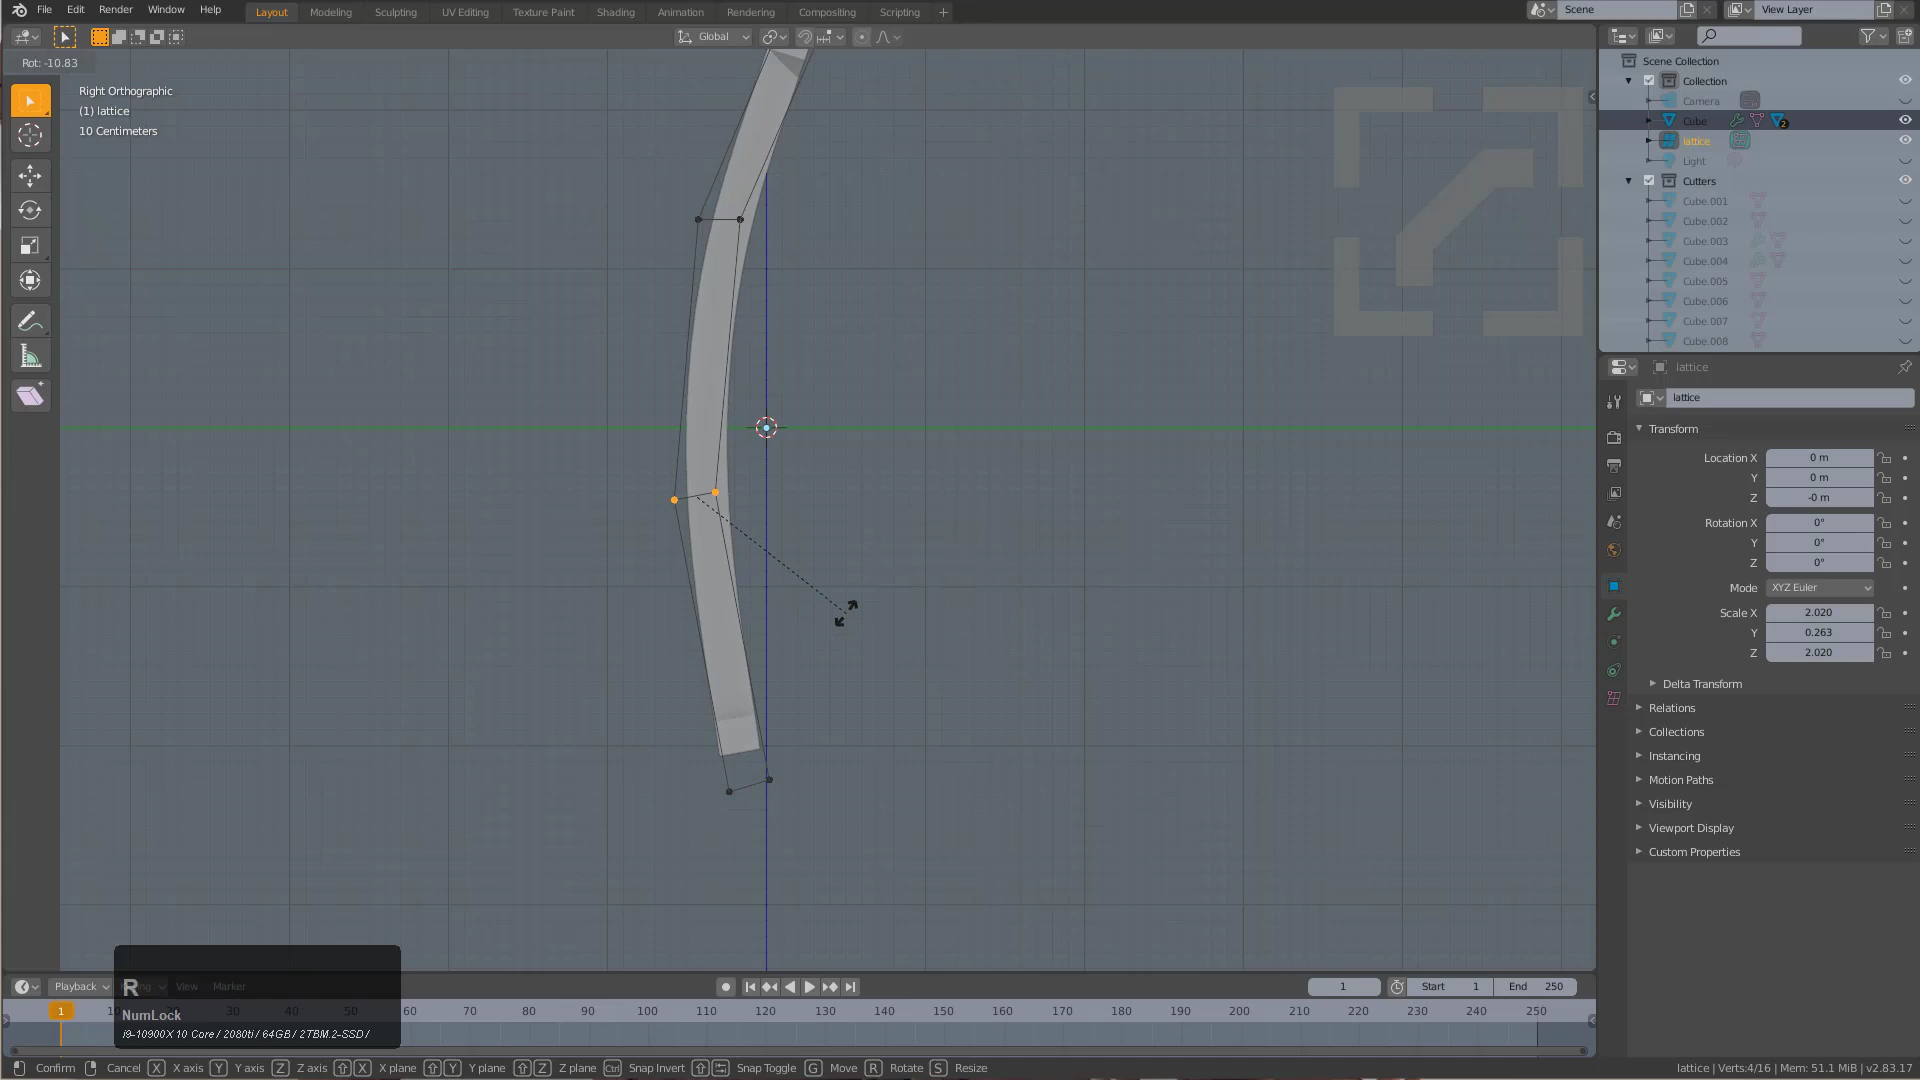 File Edit Render Window Help Layout Modeling Sculpting UV Editing Texture Paint Shading Animation Rendering Compositing Scripting Scene View Layer
Global
Rot: -10.83
Right Orthographic
(1) lattice
10 Centimeters
Scene Collection
Collection
Camera
Cube 2
lattice
Light
Cutters
Cube.001
Cube.002
Cube.003
Cube.004
Cube.005
Cube.006
Cube.007
Cube.008
lattice
lattice
Transform
Location X 0 m
Y 0 m
Z -0 m
Rotation X 0°
Y 0°
Z 0°
Mode XYZ Euler
Scale X 2.020
Y 0.263
Z 2.020
Delta Transform
Relations
Collections
Instancing
Motion Paths
Visibility
Viewport Display
Custom Properties
Playback View Marker 1 Start 1 End 250
1 10 20 30 40 50 60 70 80 90 100 110 120 130 140 150 160 170 180 190 200 210 220 230 240 250
R
NumLock
i9-10900X 10 Core / 2080ti / 64GB / 2TBM.2-SSD /
Confirm Cancel X X axis Y Y axis Z Z axis X X plane Y Y plane Z Z plane Ctrl Snap Invert Snap Toggle G Move R Rotate S Resize lattice | Verts:4/16 | Mem: 51.1 MiB | v2.83.17